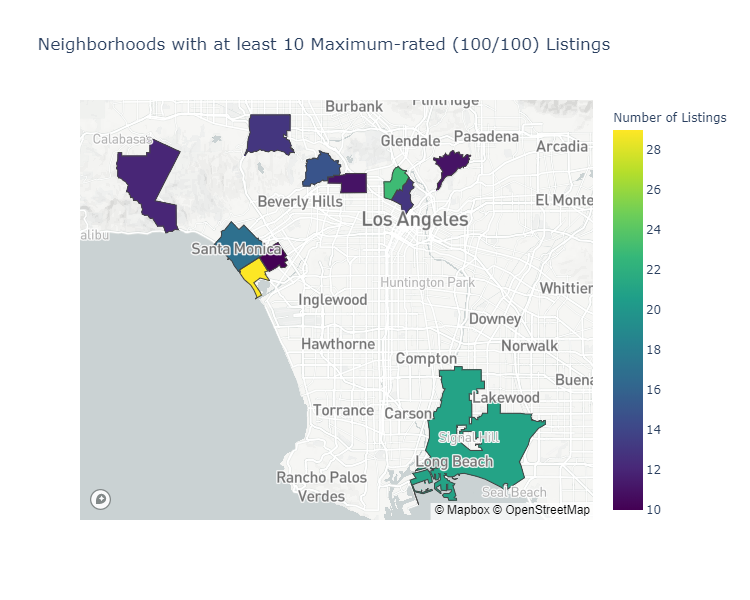 Neighborhoods with at least 10 Maximum-rated (100/100) Listings
Number of Listings
Burbank
Flintridge
Calabasas
Glendale
Pasadena
Arcadia
Beverly Hills
El Monte
Los Angeles
alibu
Santa Monica
Huntington Park
Whittier
Inglewood
Downey
Hawthorne
Norwalk
Compton
Buena
Lakewood
Torrance
Carson
Signal Hill
Long Beach
Rancho Palos
Verdes
Seal Beach
© Mapbox © OpenStreetMap
28
26
24
22
20
18
16
14
12
10